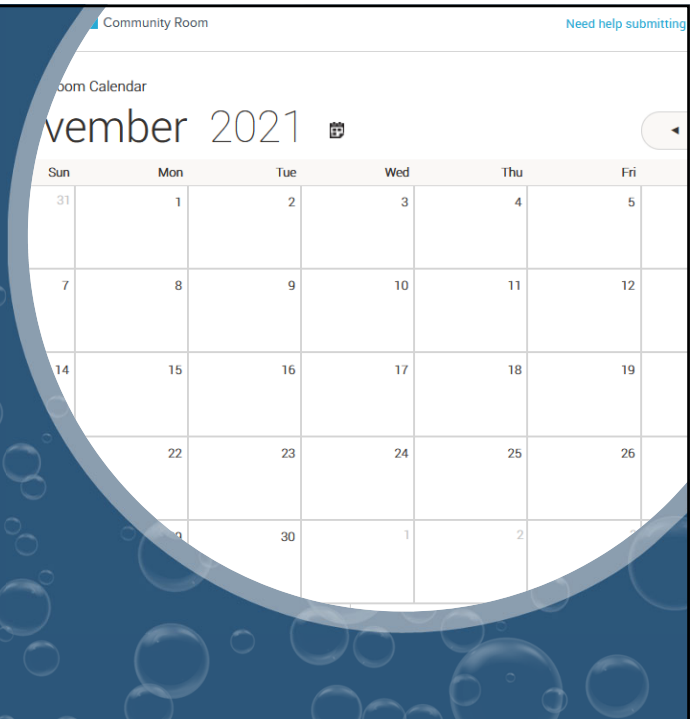 Community Room
Need help submitting
oom Calendar
vember 2021
Sun Mon Tue Wed Thu Fri
31 1 2 3 4 5
7 8 9 10 11 12
14 15 16 17 18 19
22 23 24 25 26
9 30 1 2